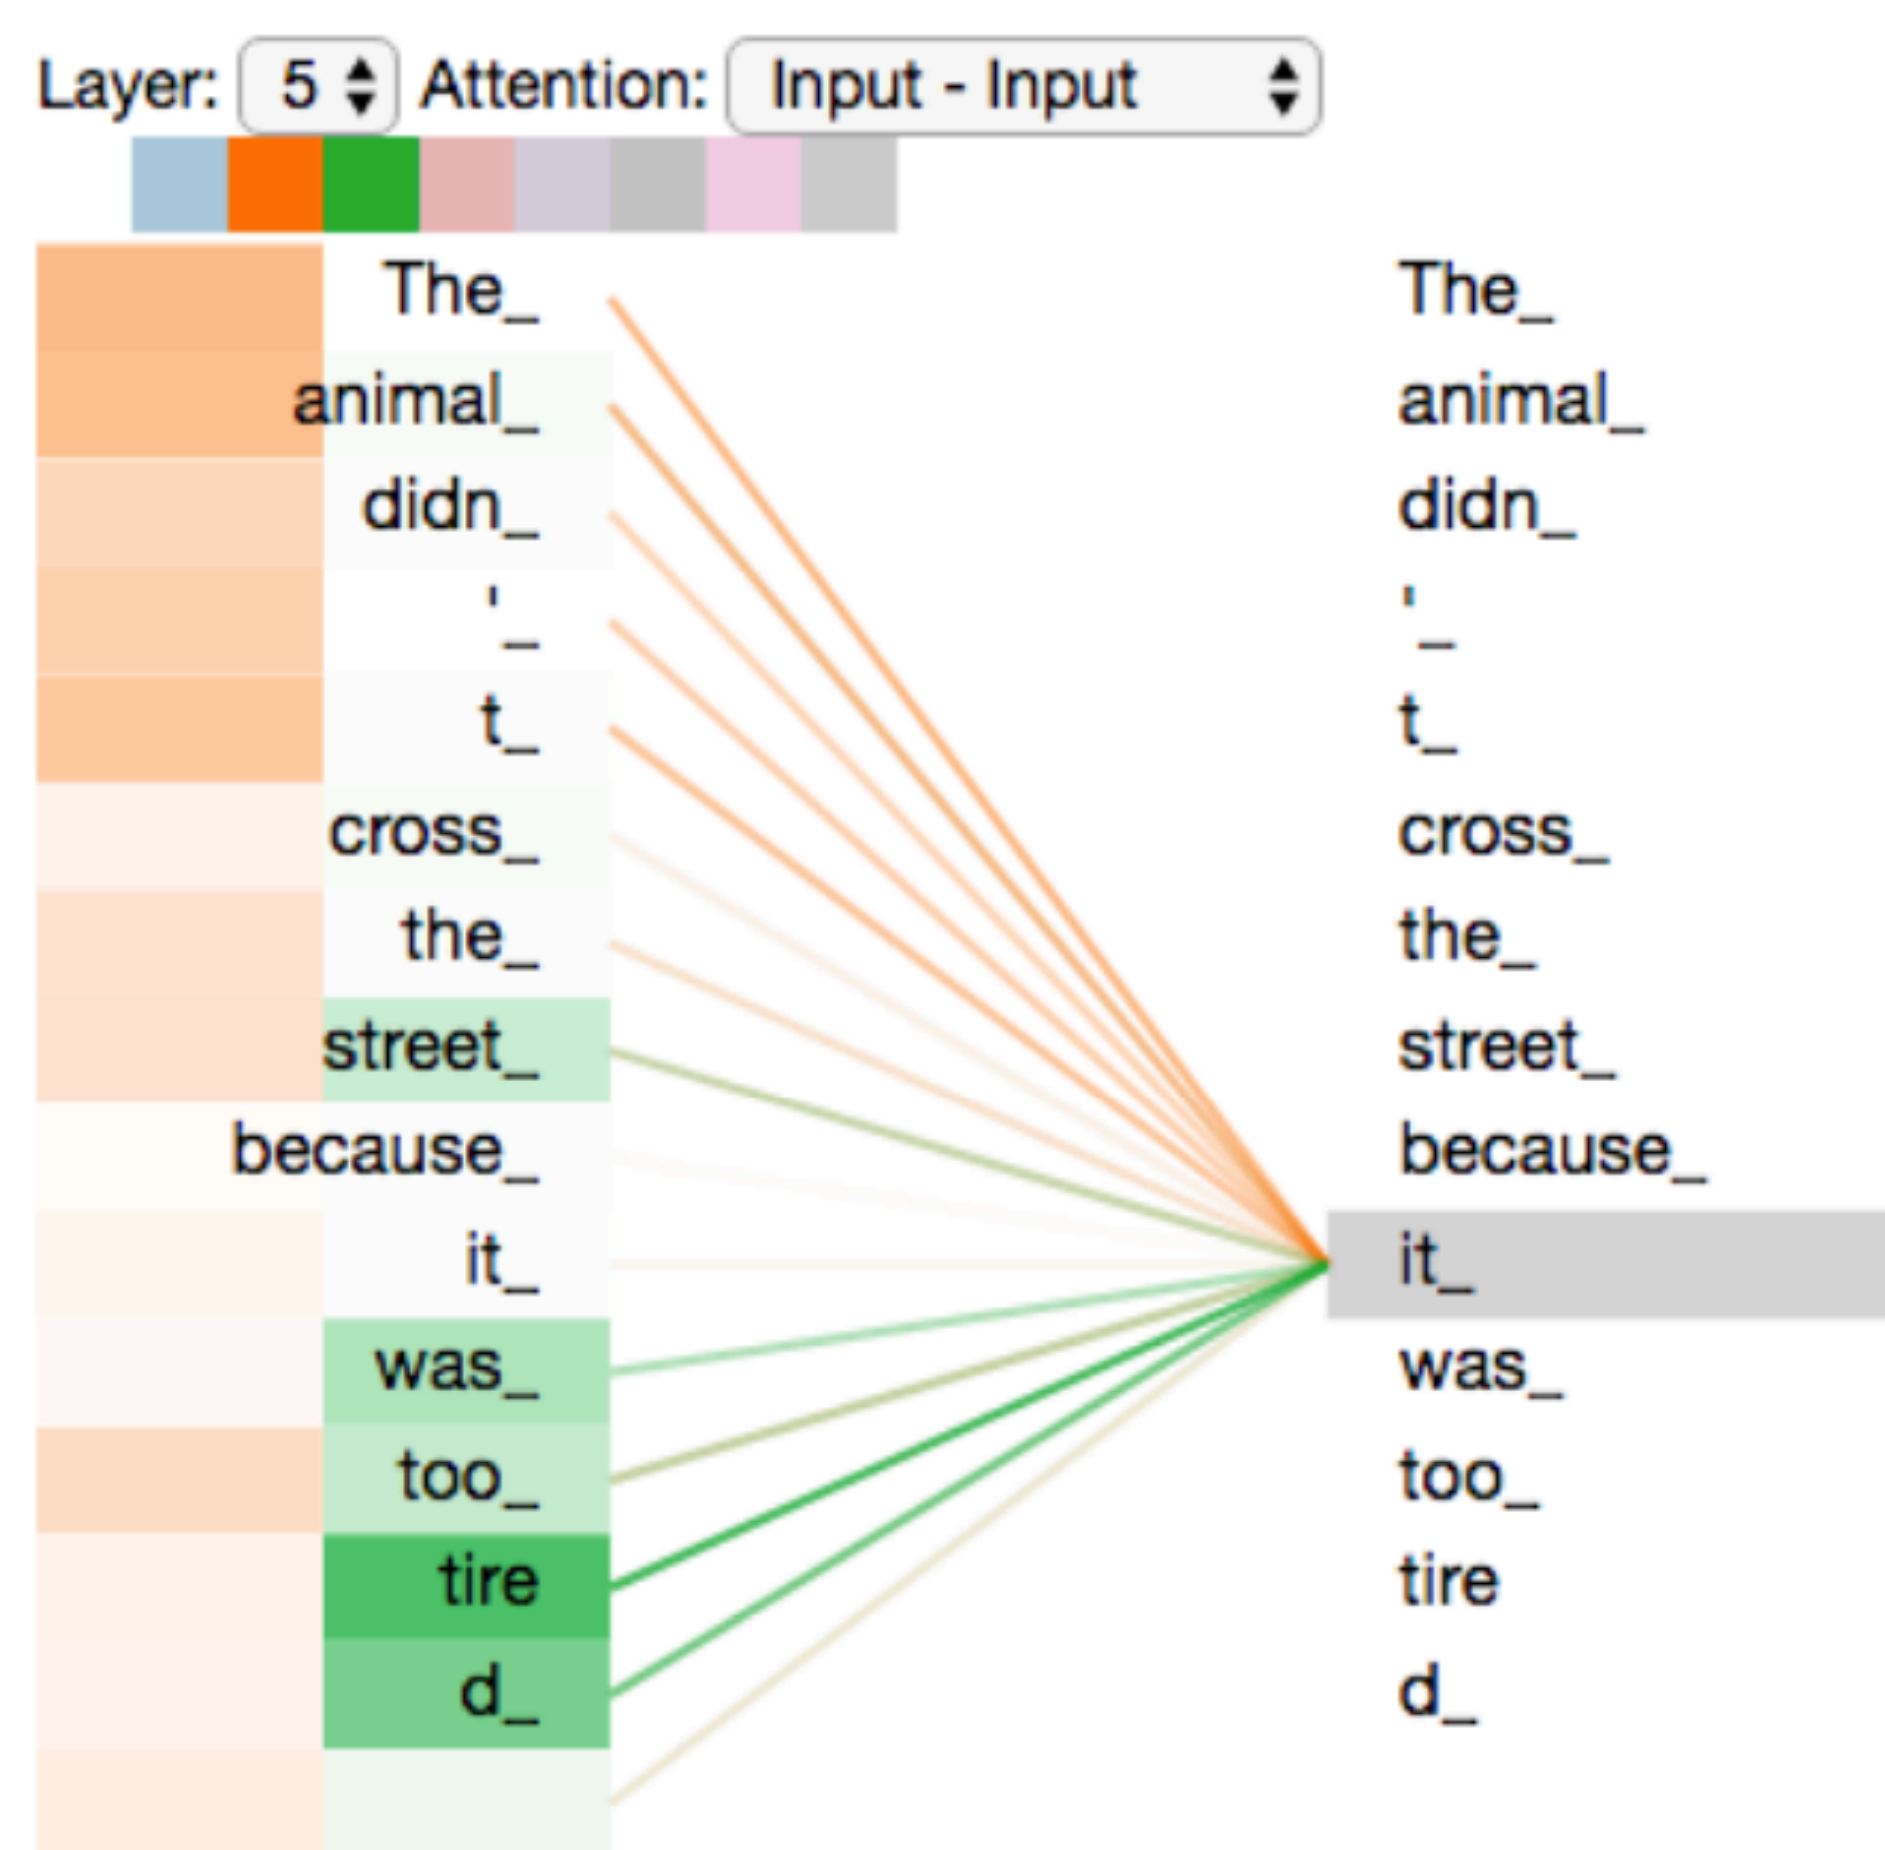 Layer: 5 Attention: Input - Input
The_ The_
animal_ animal_
didn_ didn_
'_ '_
t_ t_
cross_ cross_
the_ the_
street_ street_
because_ because_
it_ it_
was_ was_
too_ too_
tire tire
d_ d_